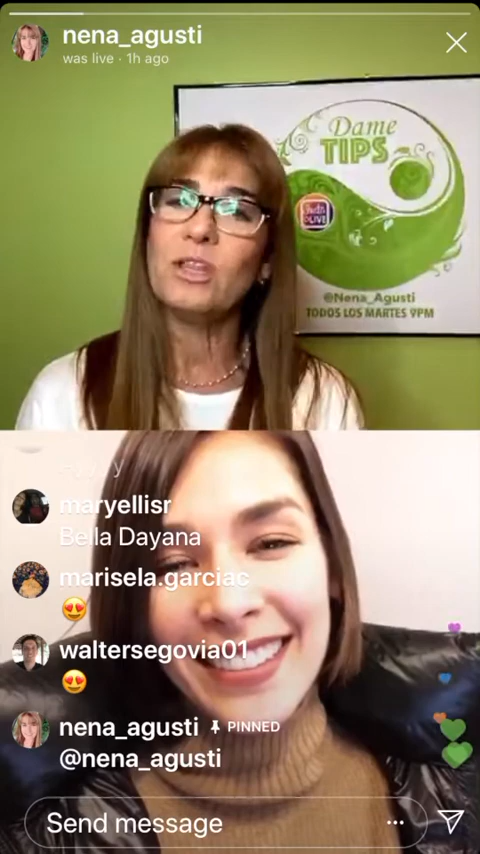 nena_agusti
was live · 1h ago
Dame
TIPS
LIVE
@Nena_Agusti
TODOS LOS MARTES 9PM
maryellisr
Bella Dayana
marisela.garciac
😍
waltersegovia01
😍
nena_agusti PINNED
@nena_agusti
Send message